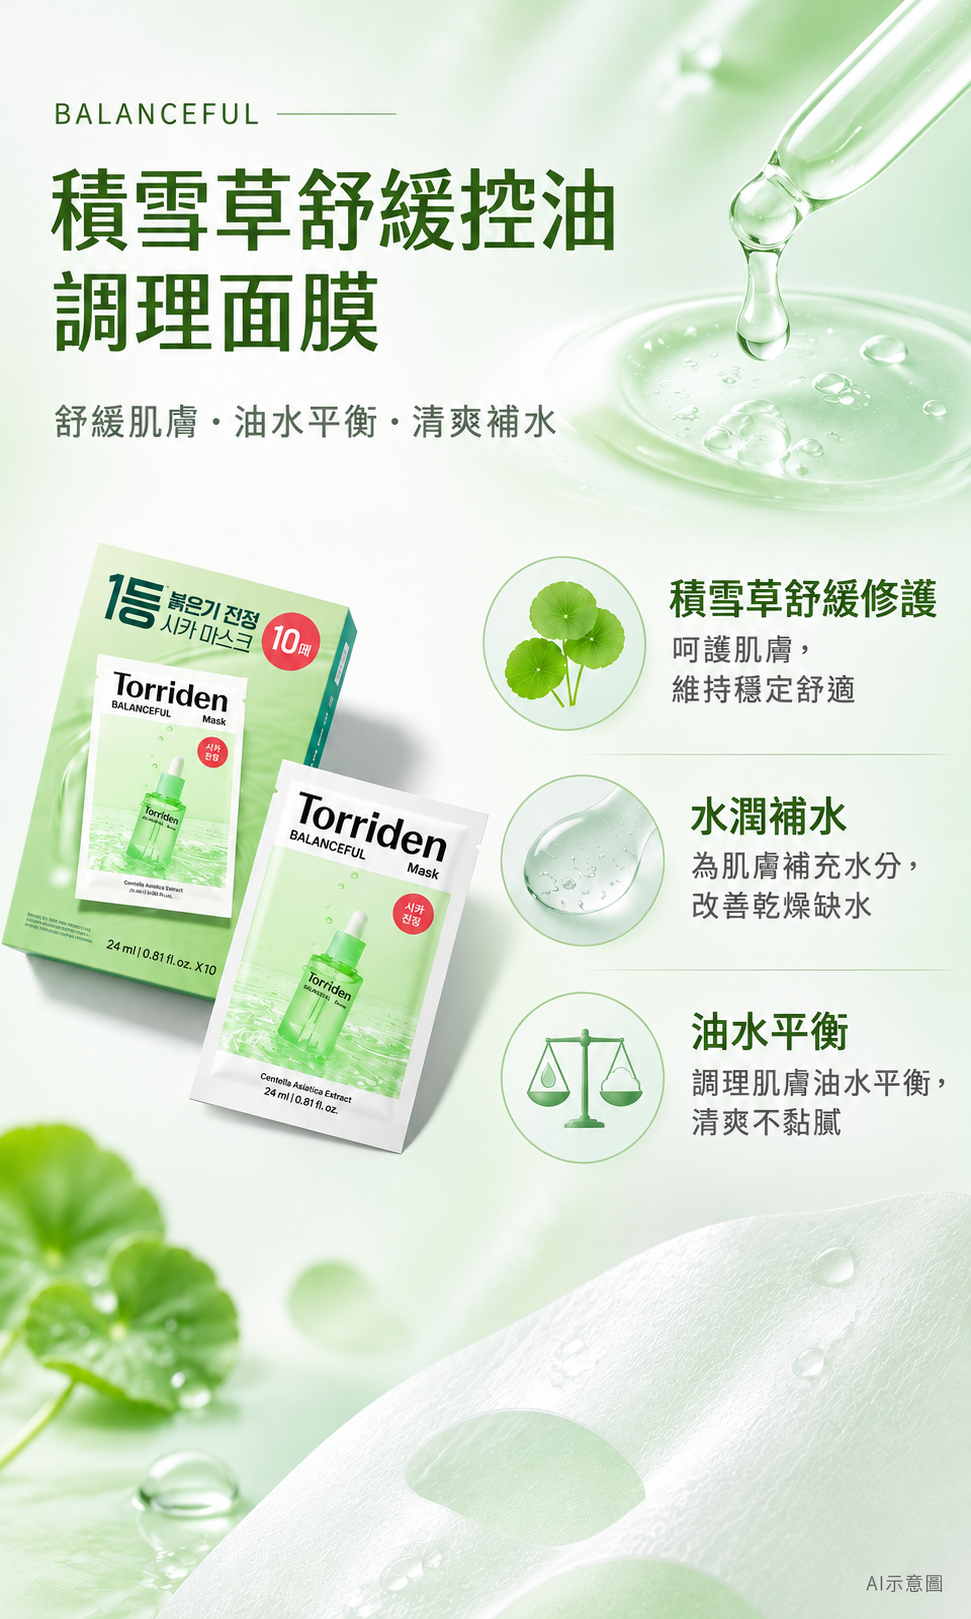 BALANCEFUL
積雪草舒緩控油
調理面膜
舒緩肌膚・油水平衡・清爽補水
1등 붉은기 진정
시카 마스크
10매
Torriden
BALANCEFUL Mask
시카
진정
Torriden
Centella Asiatica Extract
24 ml | 0.81 fl. oz. X10
Torriden
BALANCEFUL
Mask
시카
진정
Torriden
Centella Asiatica Extract
24 ml | 0.81 fl. oz.
積雪草舒緩修護
呵護肌膚，
維持穩定舒適
水潤補水
為肌膚補充水分，
改善乾燥缺水
油水平衡
調理肌膚油水平衡，
清爽不黏膩
AI示意圖